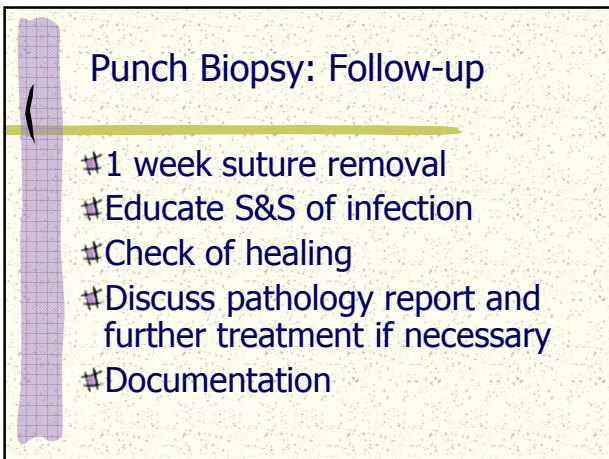 Punch Biopsy: Follow-up
1 week suture removal
Educate S&S of infection
Check of healing
Discuss pathology report and
further treatment if necessary
Documentation